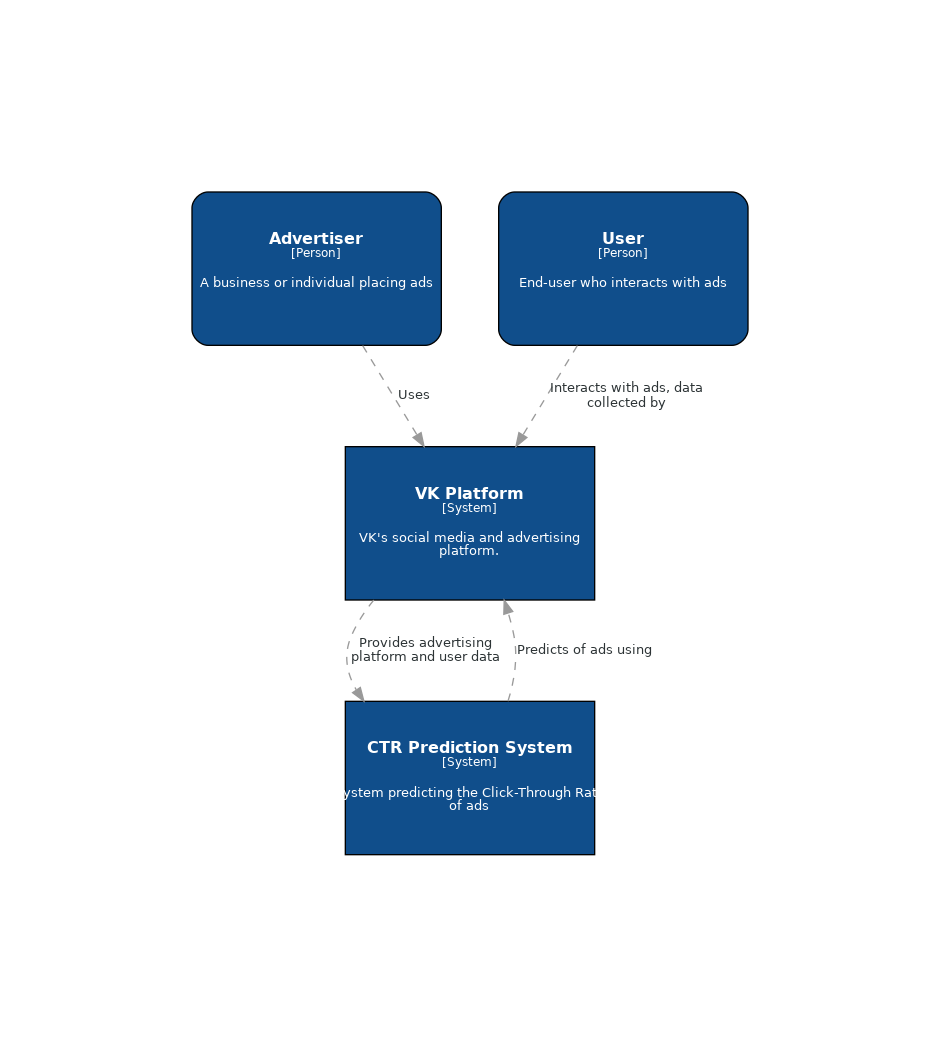 Advertiser
[Person]
A business or individual placing ads
User
[Person]
End-user who interacts with ads
Uses
Interacts with ads, data
collected by
VK Platform
[System]
VK's social media and advertising
platform.
Provides advertising
platform and user data
Predicts of ads using
CTR Prediction System
[System]
ystem predicting the Click-Through Rat
of ads